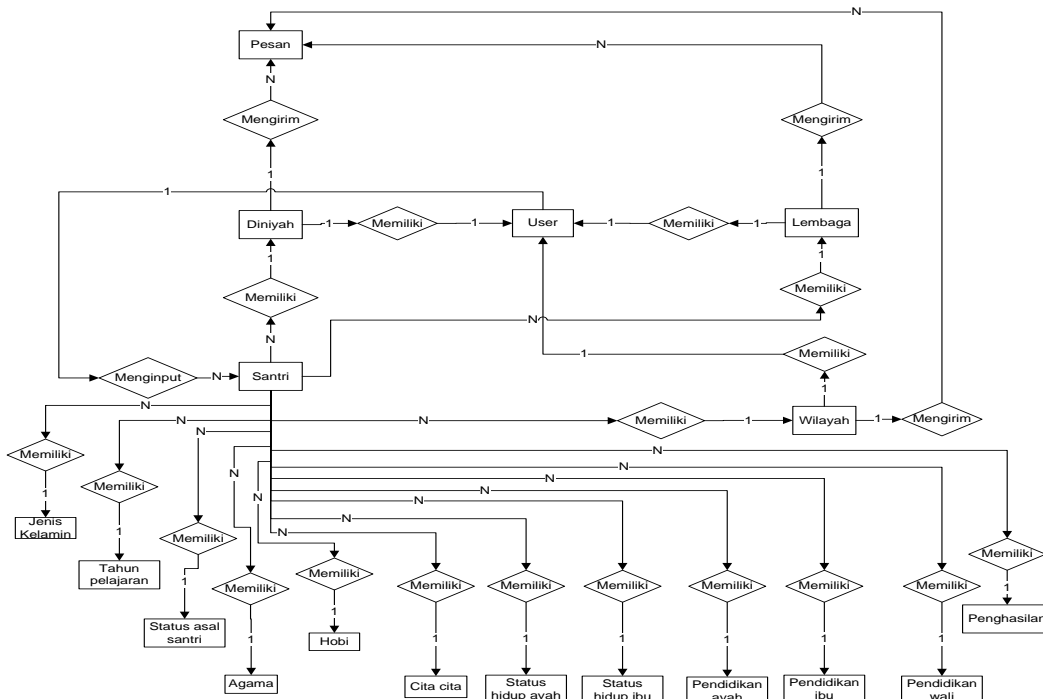 N
Pesan
N
N
Mengirim
Mengirim
1
1
1
Diniyah
1
Memiliki
1
User
1
Memiliki
1
Lembaga
1
1
Memiliki
Memiliki
N
N
1
Memiliki
Menginput
N
Santri
1
N
N
N
Memiliki
1
Wilayah
1
Mengirim
N
Memiliki
N
N
N
N
N
N
N
N
N
Memiliki
1
Jenis
Kelamin
1
Tahun
pelajaran
Memiliki
1
Status asal
santri
Memiliki
1
Agama
Memiliki
1
Hobi
Memiliki
1
Cita cita
Memiliki
1
Status
hidup ayah
Memiliki
1
Status
hidup ibu
Memiliki
1
Pendidikan
ayah
Memiliki
1
Pendidikan
ibu
Memiliki
1
Pendidikan
wali
Memiliki
1
Penghasilan